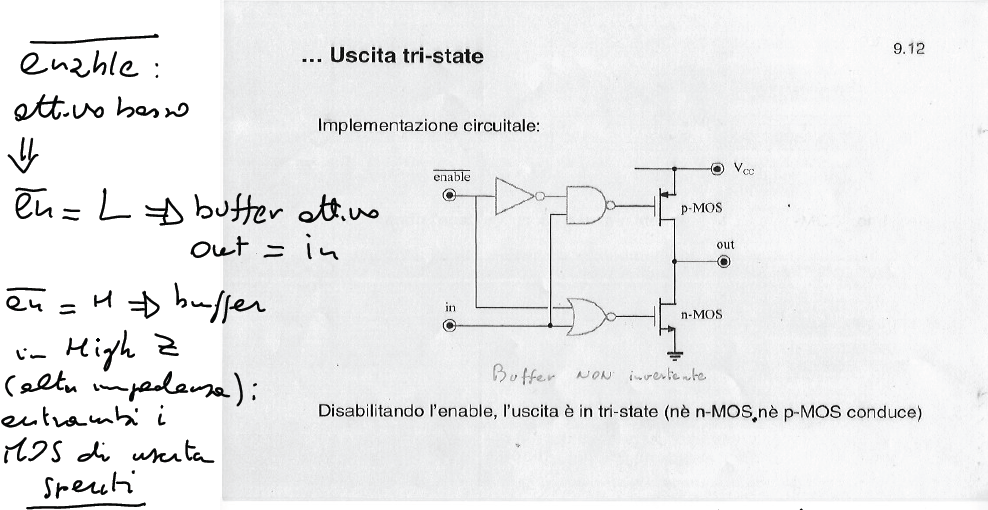 enable :
attivo basso
⇓
en = L ⇒ buffer attivo
out = in
en = H ⇒ buffer
in High Z
(alta impedenza):
entrambi i
MOS di uscita
spenti
... Uscita tri-state
9.12
Implementazione circuitale:
enable
VCC
p-MOS
out
in
n-MOS
Buffer NON invertente
Disabilitando l'enable, l'uscita è in tri-state (nè n-MOS, nè p-MOS conduce)